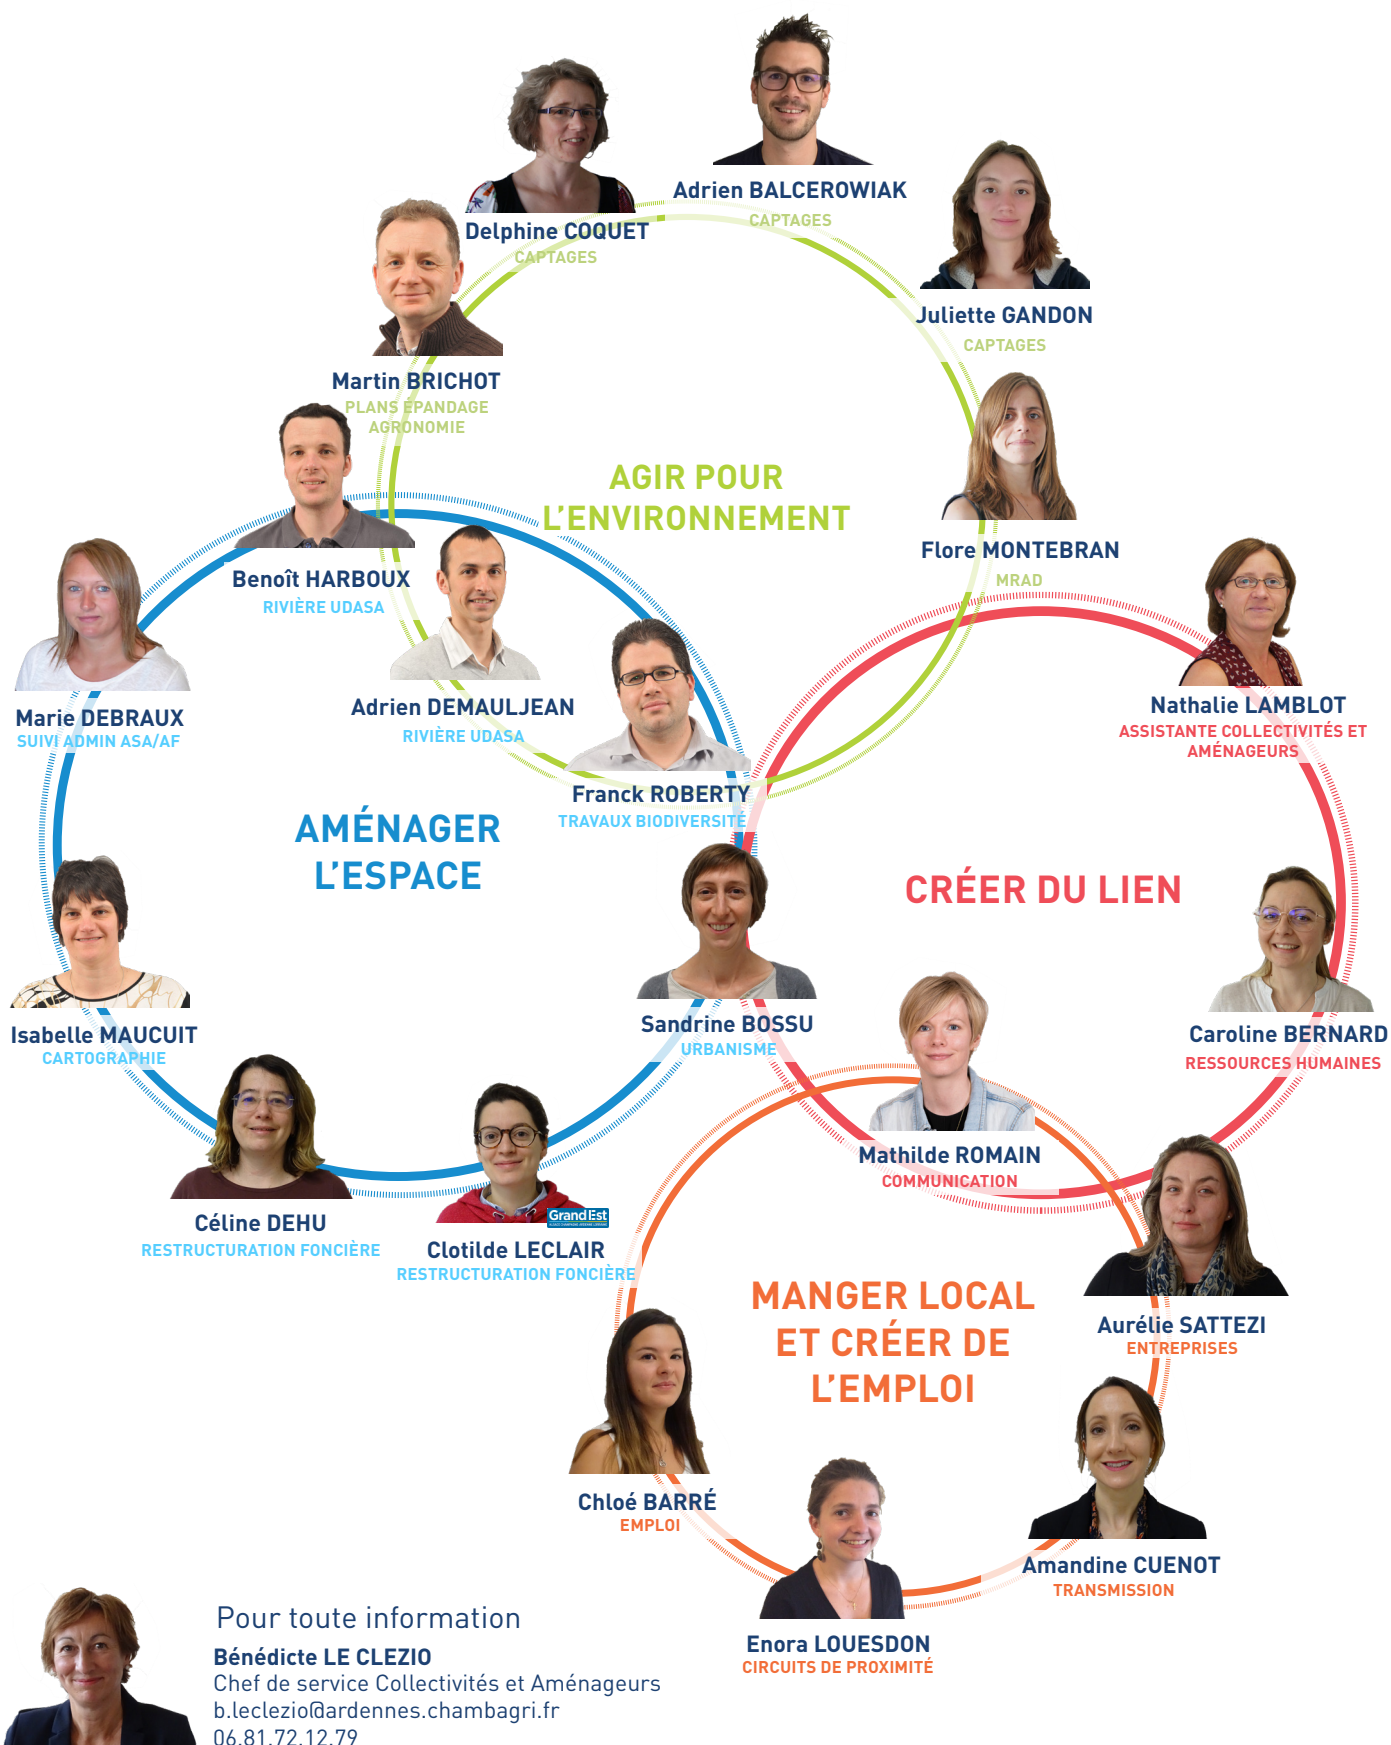 Adrien BALCEROWIAK
CAPTAGES
Delphine COQUET
CAPTAGES
Juliette GANDON
CAPTAGES
Martin BRICHOT
PLANS ÉPANDAGE
AGRONOMIE
AGIR POUR
L'ENVIRONNEMENT
Flore MONTEBRAN
MRAD
Benoît HARBOUX
RIVIÈRE UDASA
Adrien DEMAULJEAN
RIVIÈRE UDASA
Marie DEBRAUX
SUIVI ADMIN ASA/AF
Nathalie LAMBLOT
ASSISTANTE COLLECTIVITÉS ET
AMÉNAGEURS
Franck ROBERTY
TRAVAUX BIODIVERSITÉ
AMÉNAGER
L'ESPACE
CRÉER DU LIEN
Isabelle MAUCUIT
CARTOGRAPHIE
Sandrine BOSSU
URBANISME
Caroline BERNARD
RESSOURCES HUMAINES
Mathilde ROMAIN
COMMUNICATION
Céline DEHU
RESTRUCTURATION FONCIÈRE
Grand Est
Clotilde LECLAIR
RESTRUCTURATION FONCIÈRE
MANGER LOCAL
ET CRÉER DE
L'EMPLOI
Aurélie SATTEZI
ENTREPRISES
Chloé BARRÉ
EMPLOI
Amandine CUENOT
TRANSMISSION
Enora LOUESDON
CIRCUITS DE PROXIMITÉ
Pour toute information
Bénédicte LE CLEZIO
Chef de service Collectivités et Aménageurs
b.leclezio@ardennes.chambagri.fr
06.81.72.12.79